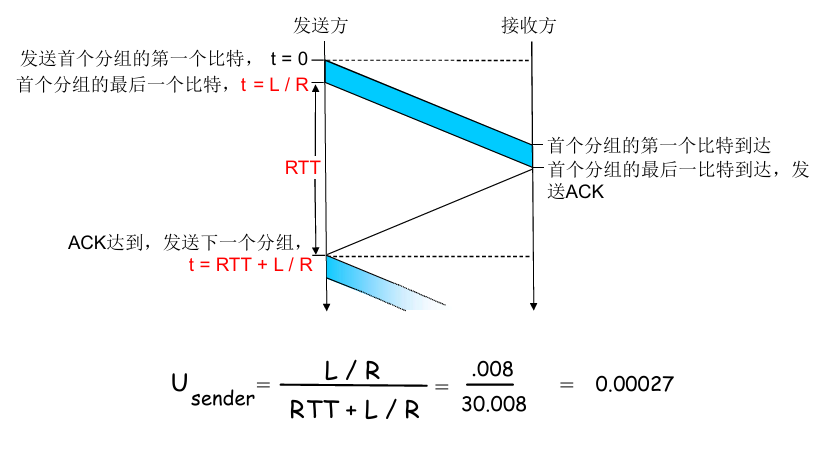 发送方
接收方
发送首个分组的第一个比特， t = 0
首个分组的最后一个比特，t = L / R
RTT
首个分组的第一个比特到达
首个分组的最后一比特到达，发
送ACK
ACK达到，发送下一个分组，
t = RTT + L / R
U sender = L / R / RTT + L / R = .008 / 30.008 = 0.00027